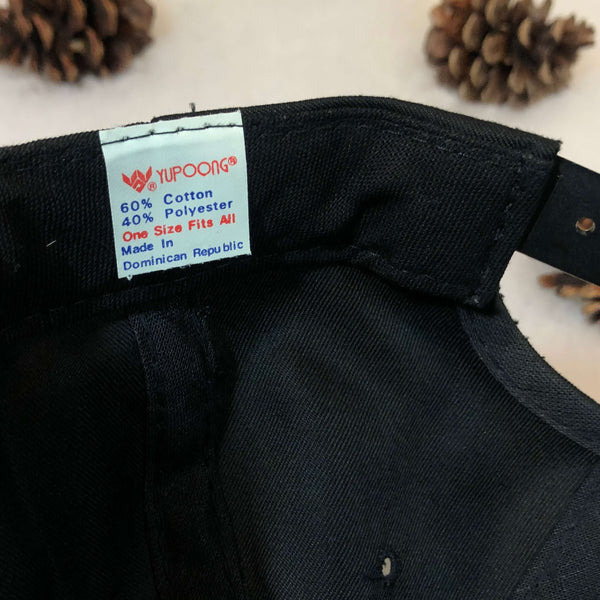 ® YUPOONG®
60% Cotton
40% Polyester
One Size Fits All
Made In
Dominican Republic